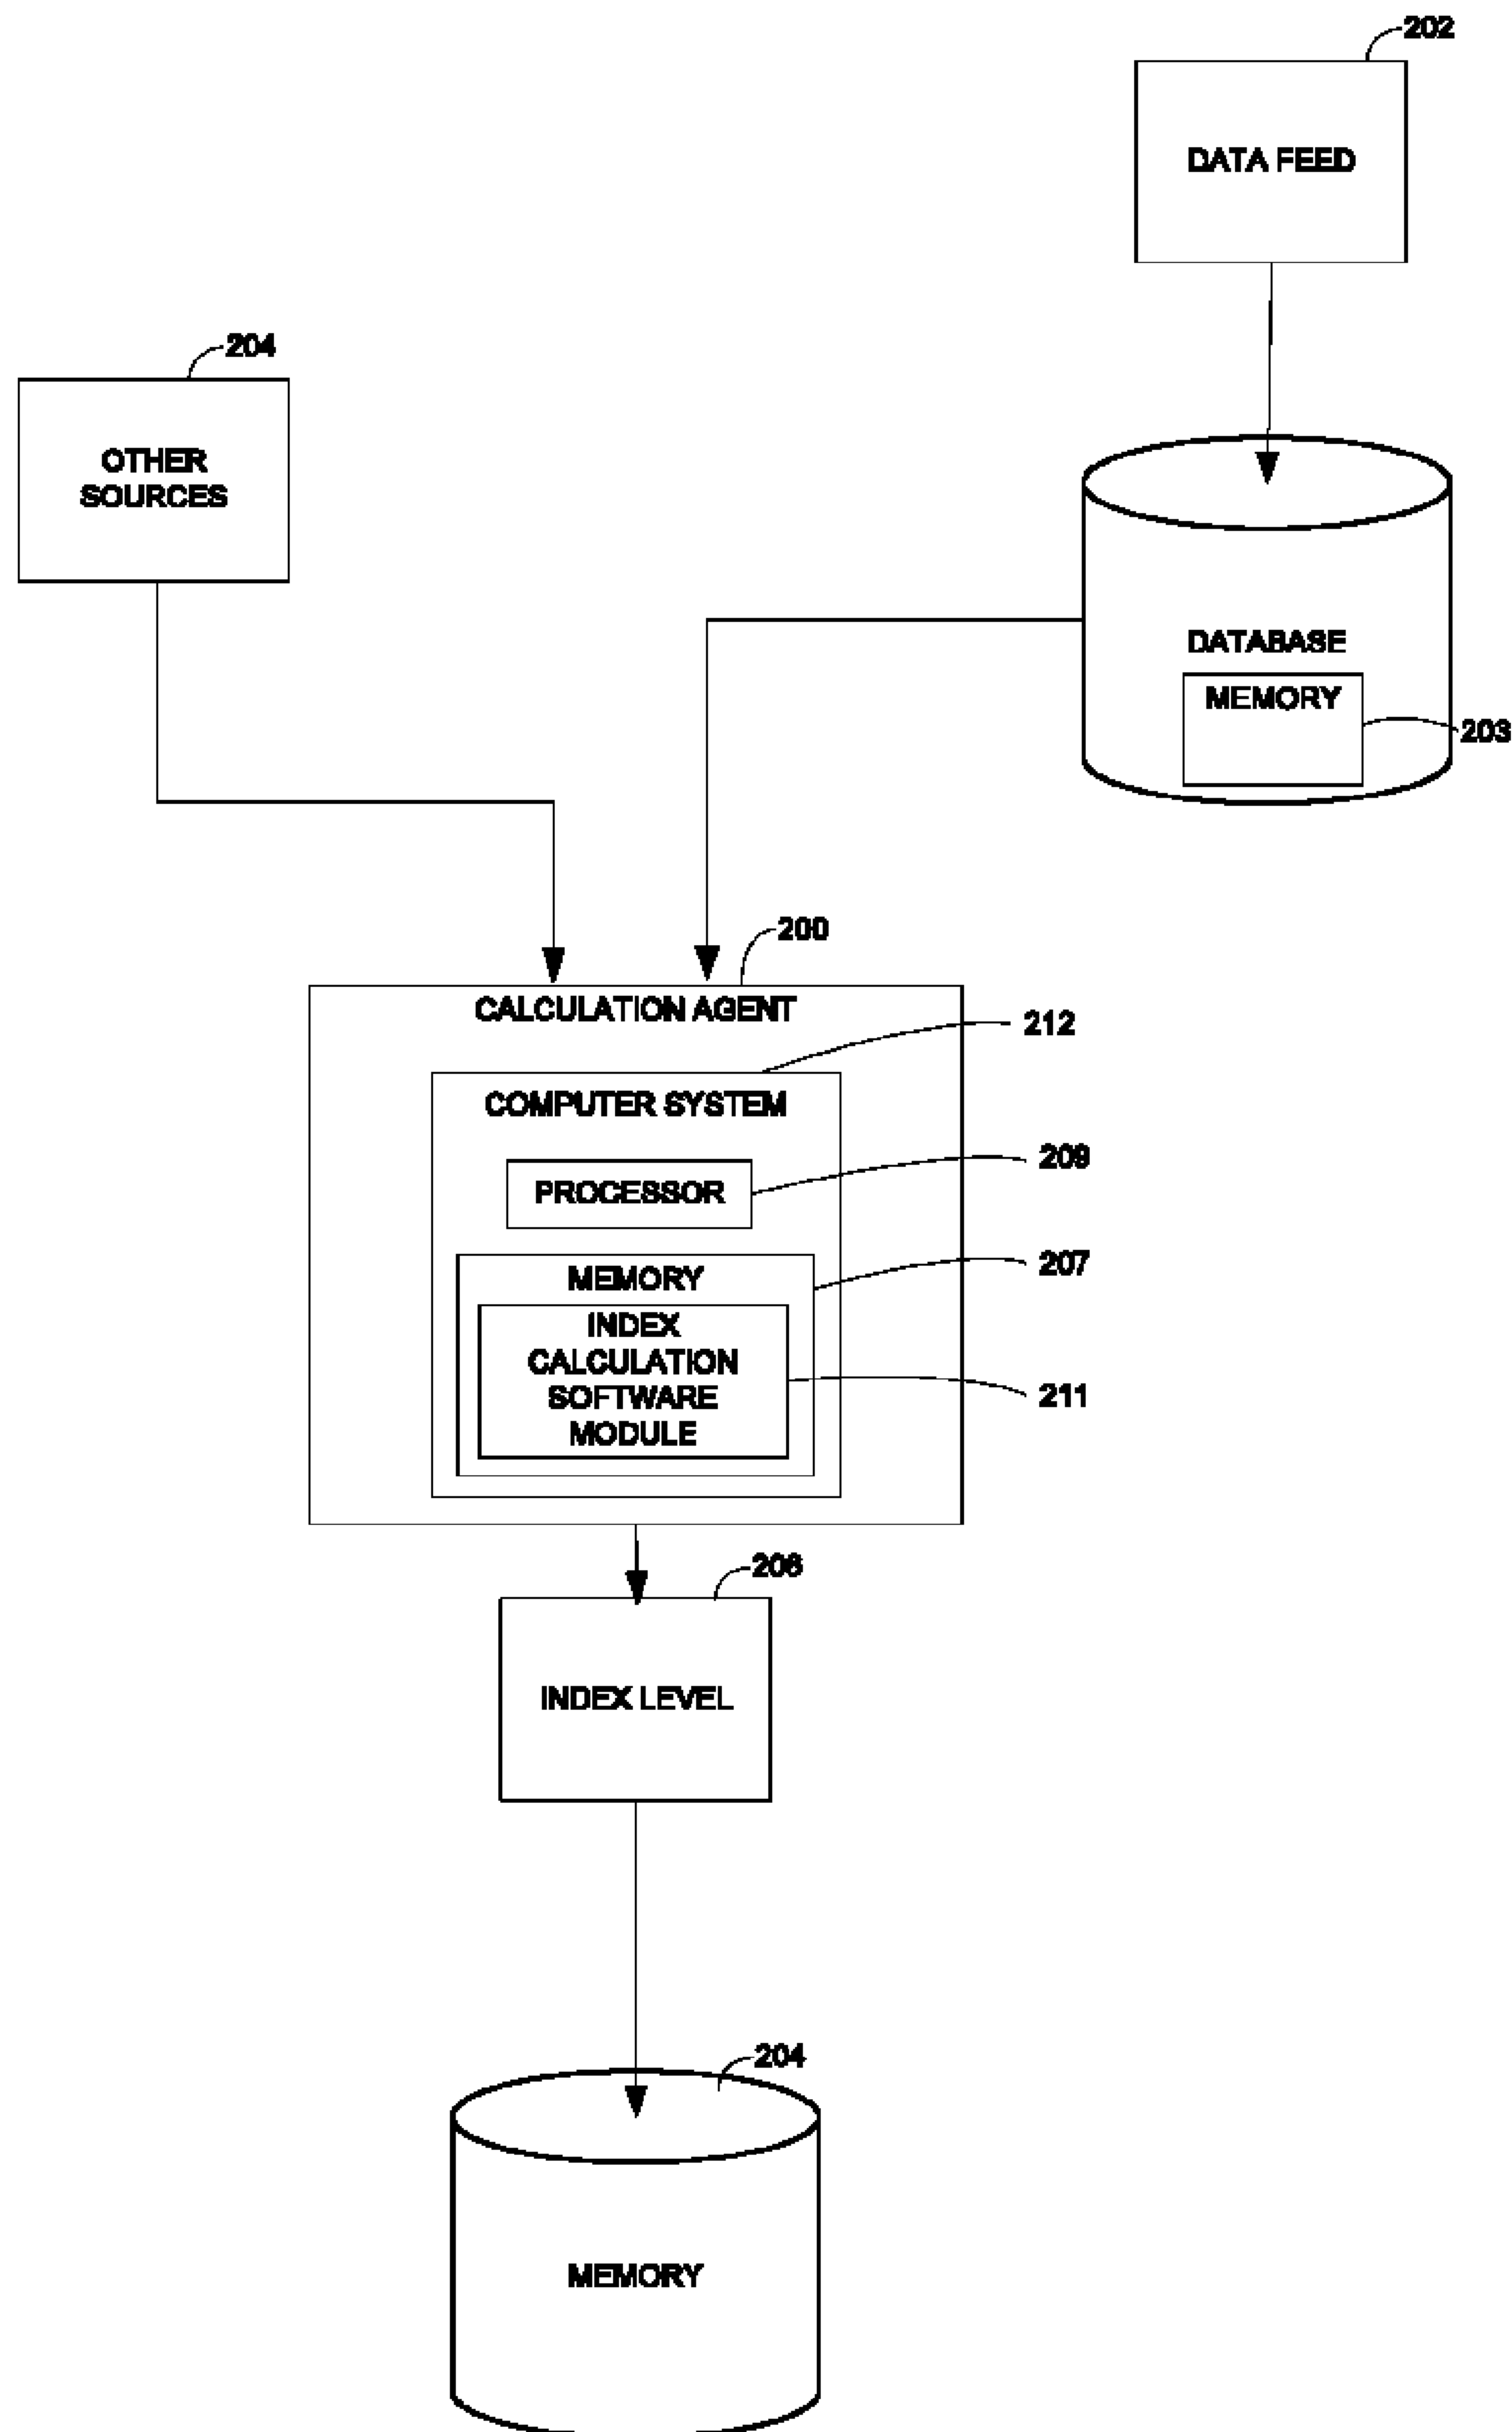 202
DATA FEED
204
OTHER
SOURCES
DATABASE
MEMORY
203
200
CALCULATION AGENT
212
COMPUTER SYSTEM
209
PROCESSOR
207
MEMORY
INDEX
CALCULATION
SOFTWARE
MODULE
211
206
INDEX LEVEL
204
MEMORY